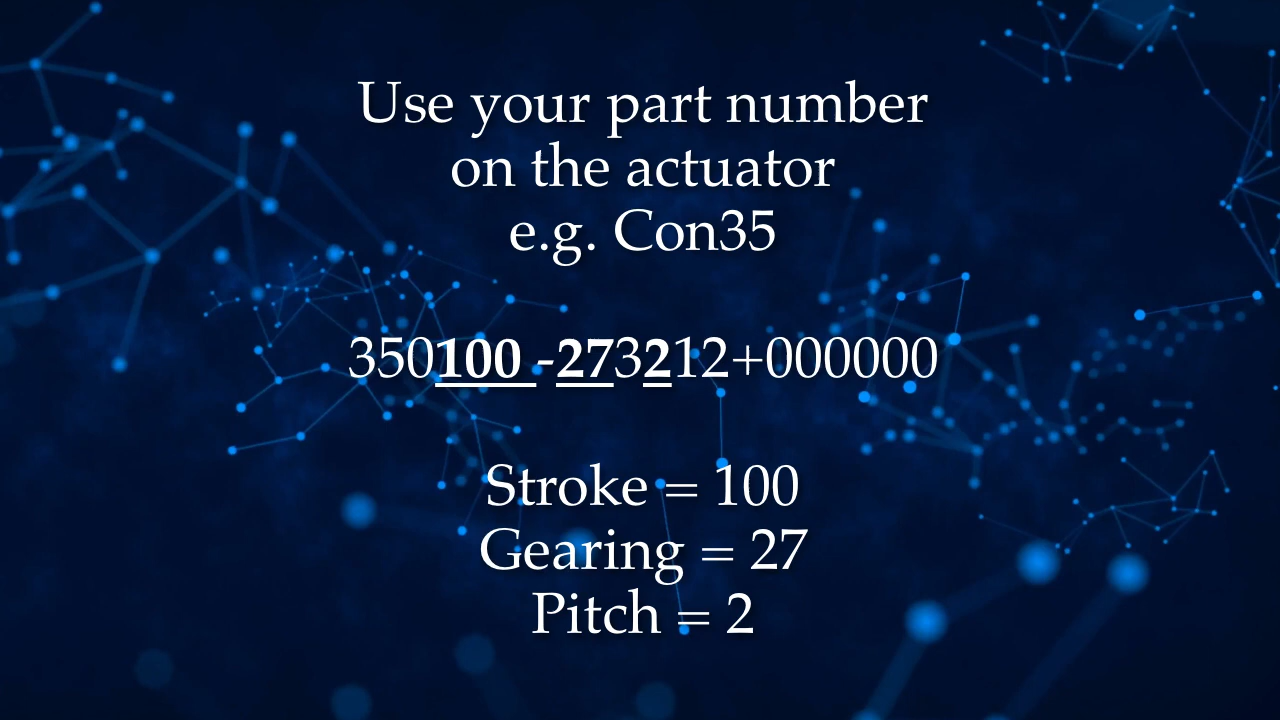 Use your part number
on the actuator
e.g. Con35
350100 -273212+000000
Stroke = 100
Gearing = 27
Pitch = 2